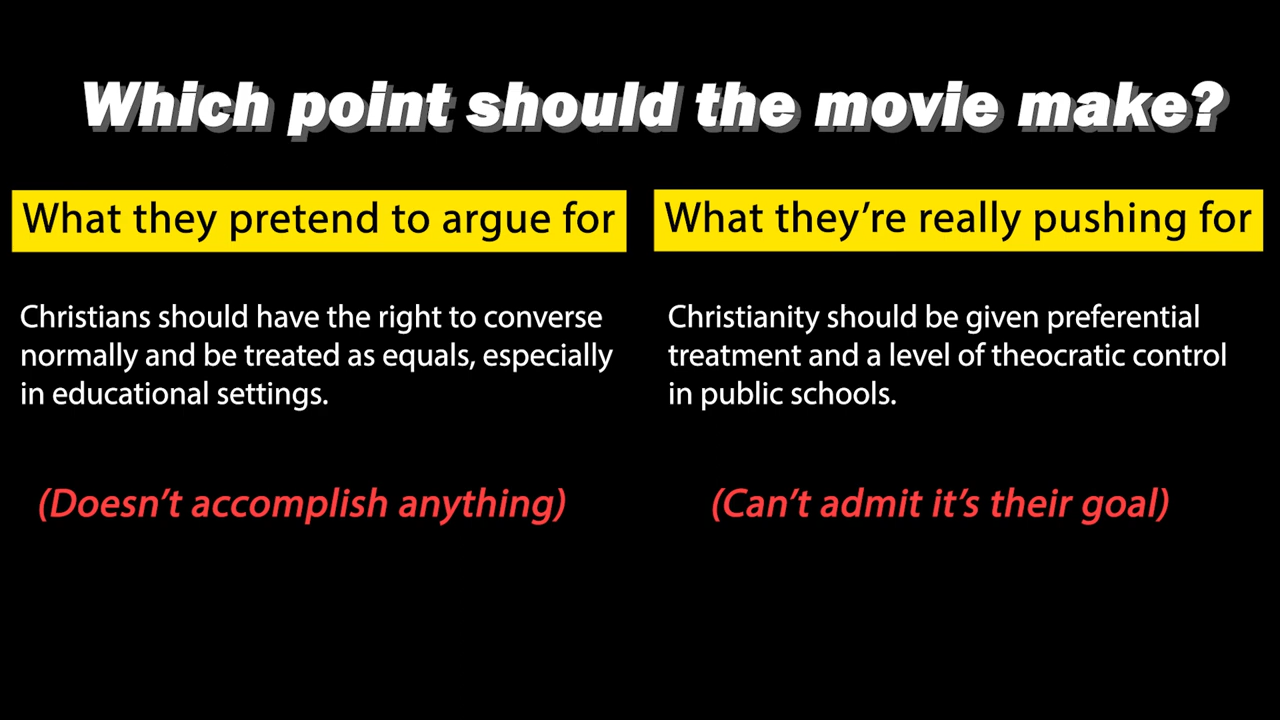 Which point should the movie make?
What they pretend to argue for
What they’re really pushing for
Christians should have the right to converse
normally and be treated as equals, especially
in educational settings.
Christianity should be given preferential
treatment and a level of theocratic control
in public schools.
(Doesn’t accomplish anything)
(Can’t admit it’s their goal)